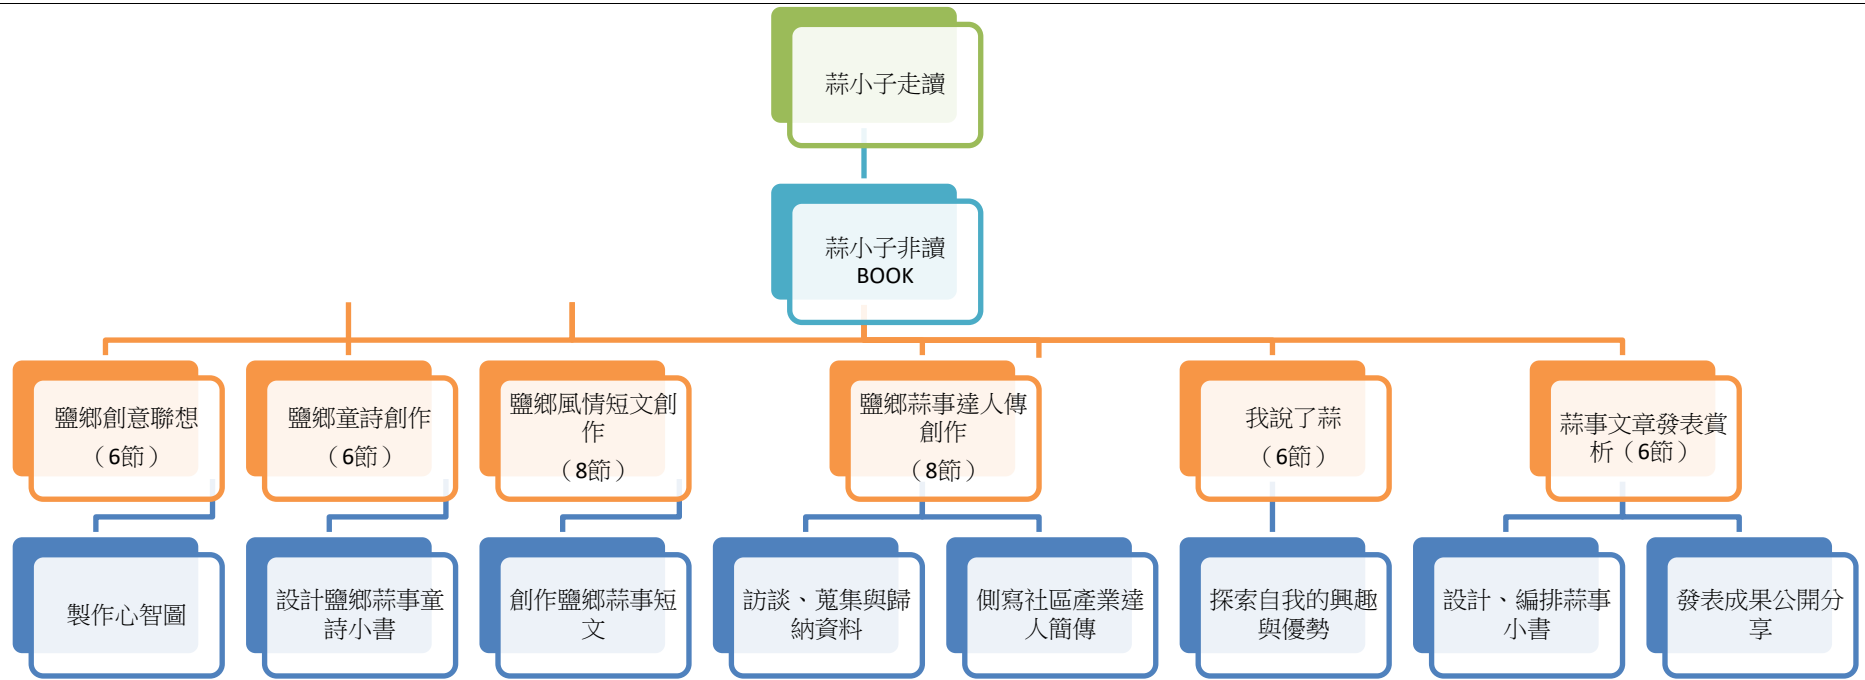 蒜小子走讀
蒜小子非讀
BOOK
鹽鄉創意聯想
（6節）
鹽鄉童詩創作
（6節）
鹽鄉風情短文創
作
（8節）
鹽鄉蒜事達人傳
創作
（8節）
我說了蒜
（6節）
蒜事文章發表賞
析（6節）
製作心智圖
設計鹽鄉蒜事童
詩小書
創作鹽鄉蒜事短
文
訪談、蒐集與歸
納資料
側寫社區產業達
人簡傳
探索自我的興趣
與優勢
設計、編排蒜事
小書
發表成果公開分
享